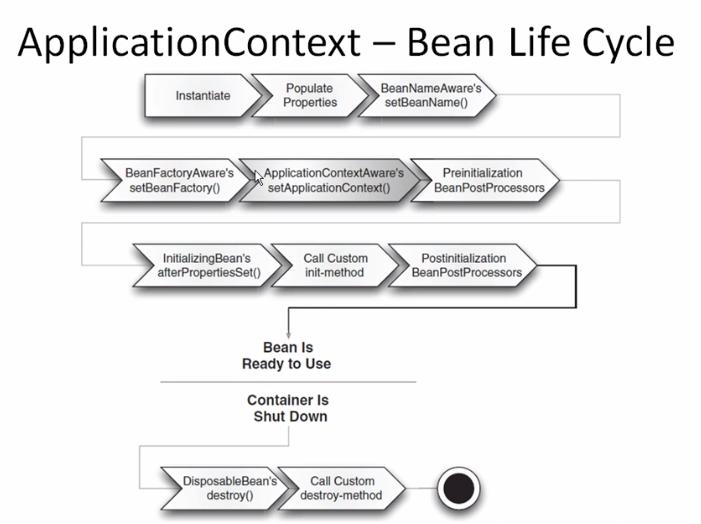 ApplicationContext – Bean Life Cycle
Instantiate
Populate
Properties
BeanNameAware's
setBeanName()
BeanFactoryAware's
setBeanFactory()
ApplicationContextAware's
setApplicationContext()
Preinitialization
BeanPostProcessors
InitializingBean's
afterPropertiesSet()
Call Custom
init-method
Postinitialization
BeanPostProcessors
Bean Is
Ready to Use
Container Is
Shut Down
DisposableBean's
destroy()
Call Custom
destroy-method